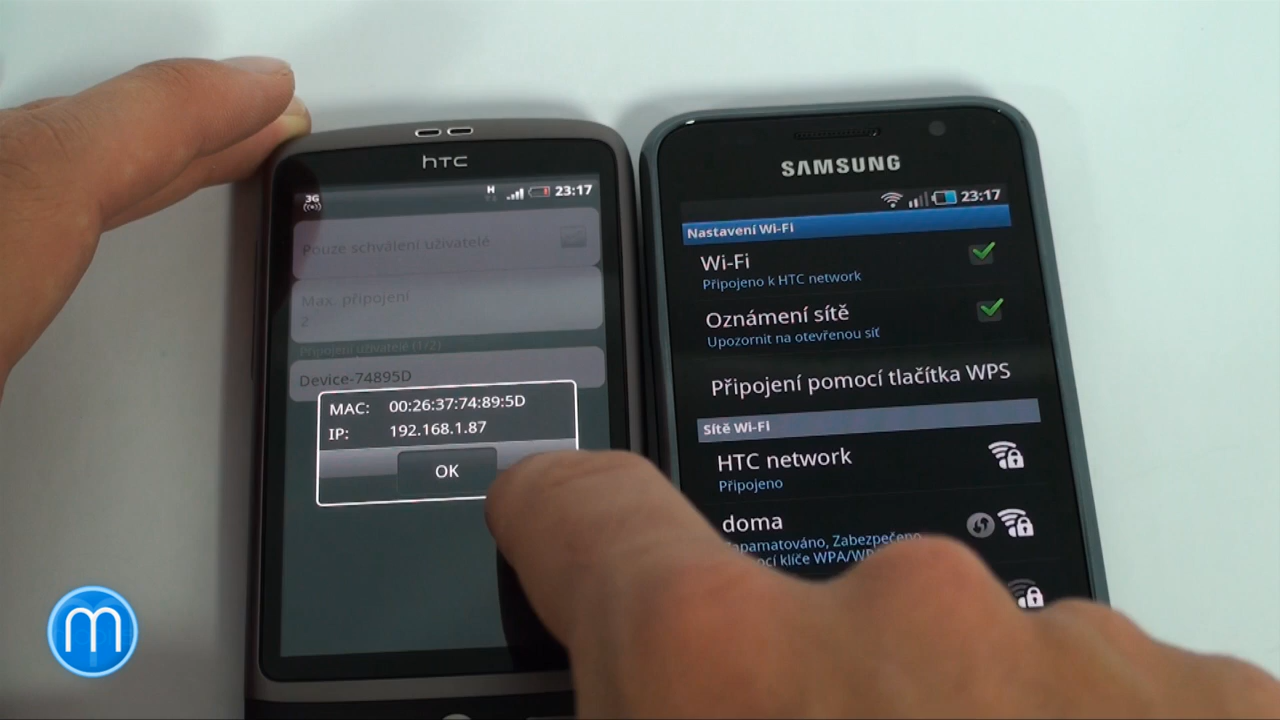 hTC
3G
H
23:17
Pouze schválení uživatelé
Max. připojení
2
Připojení uživatelé (1/2)
Device-74895D
MAC: 00:26:37:74:89:5D
IP: 192.168.1.87
OK
SAMSUNG
23:17
Nastavení Wi-Fi
Wi-Fi
Připojeno k HTC network
Oznámení sítě
Upozornit na otevřenou síť
Připojení pomocí tlačítka WPS
Sítě Wi-Fi
HTC network
Připojeno
doma
Zapamatováno, Zabezpečeno
klíče WPA/
m